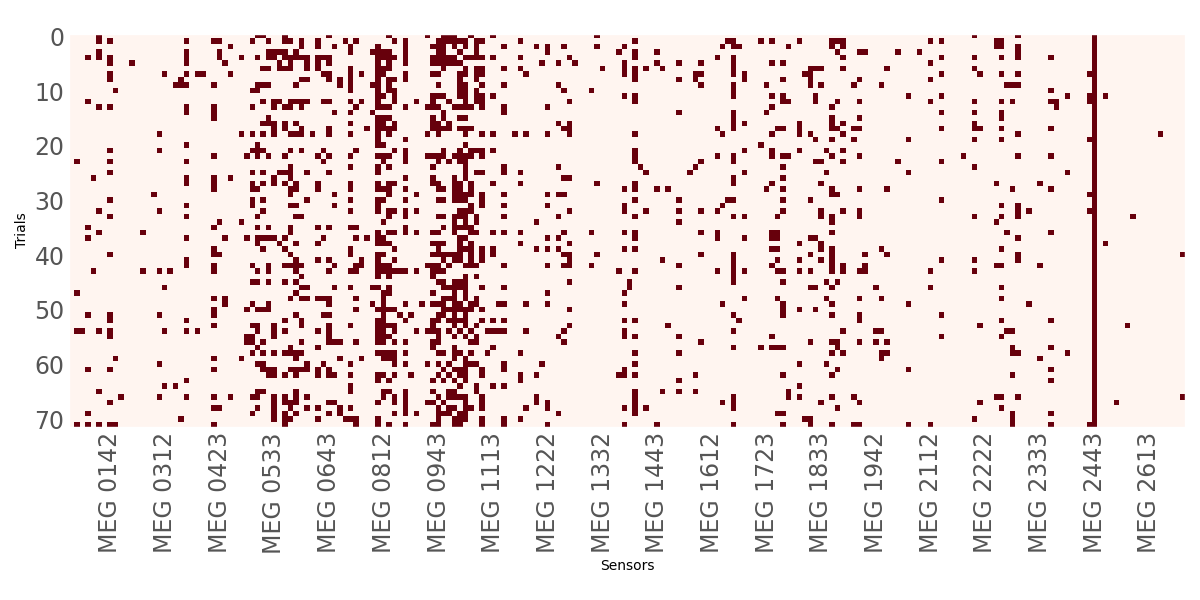 0
10
20
30
40
50
60
70
Trials
MEG 0142
MEG 0312
MEG 0423
MEG 0533
MEG 0643
MEG 0812
MEG 0943
MEG 1113
MEG 1222
MEG 1332
MEG 1443
MEG 1612
MEG 1723
MEG 1833
MEG 1942
MEG 2112
MEG 2222
MEG 2333
MEG 2443
MEG 2613
Sensors